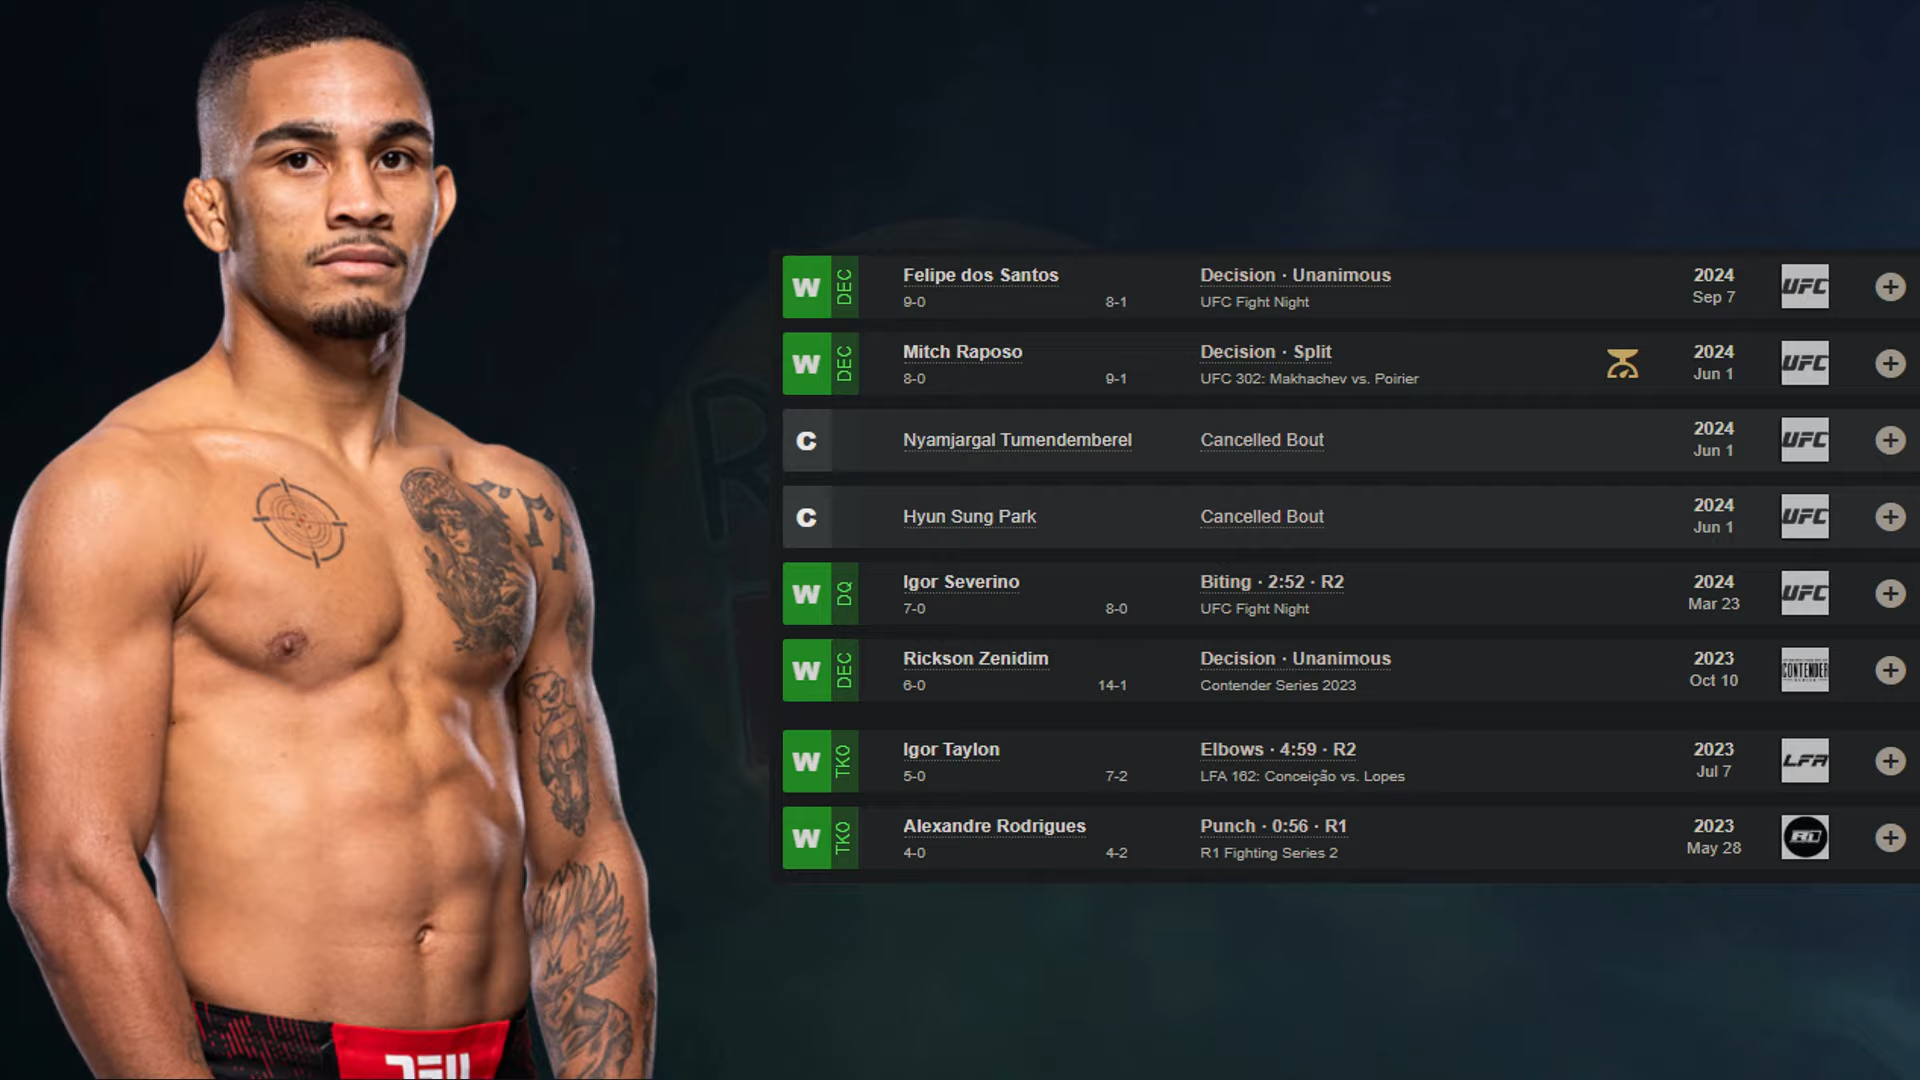 W DEC Felipe dos Santos Decision · Unanimous 2024
9-0 8-1 UFC Fight Night Sep 7 UFC
W DEC Mitch Raposo Decision · Split 2024
8-0 9-1 UFC 302: Makhachev vs. Poirier Jun 1 UFC
C Nyamjargal Tumendemberel Cancelled Bout 2024
Jun 1 UFC
C Hyun Sung Park Cancelled Bout 2024
Jun 1 UFC
W DQ Igor Severino Biting · 2:52 · R2 2024
7-0 8-0 UFC Fight Night Mar 23 UFC
W DEC Rickson Zenidim Decision · Unanimous 2023
6-0 14-1 Contender Series 2023 Oct 10 CONTENDER
W TKO Igor Taylon Elbows · 4:59 · R2 2023
5-0 7-2 LFA 162: Conceição vs. Lopes Jul 7 LFA
W TKO Alexandre Rodrigues Punch · 0:56 · R1 2023
4-0 4-2 R1 Fighting Series 2 May 28 R1